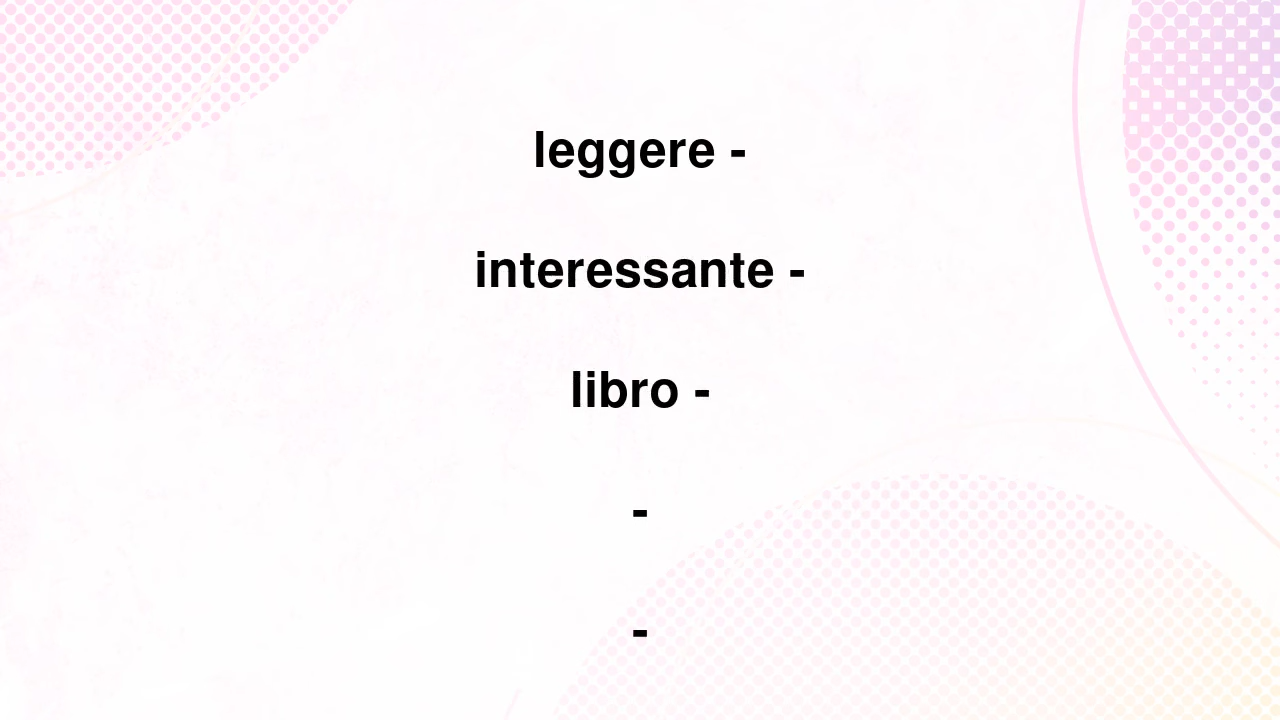 leggere -
interessante -
libro -
-
-